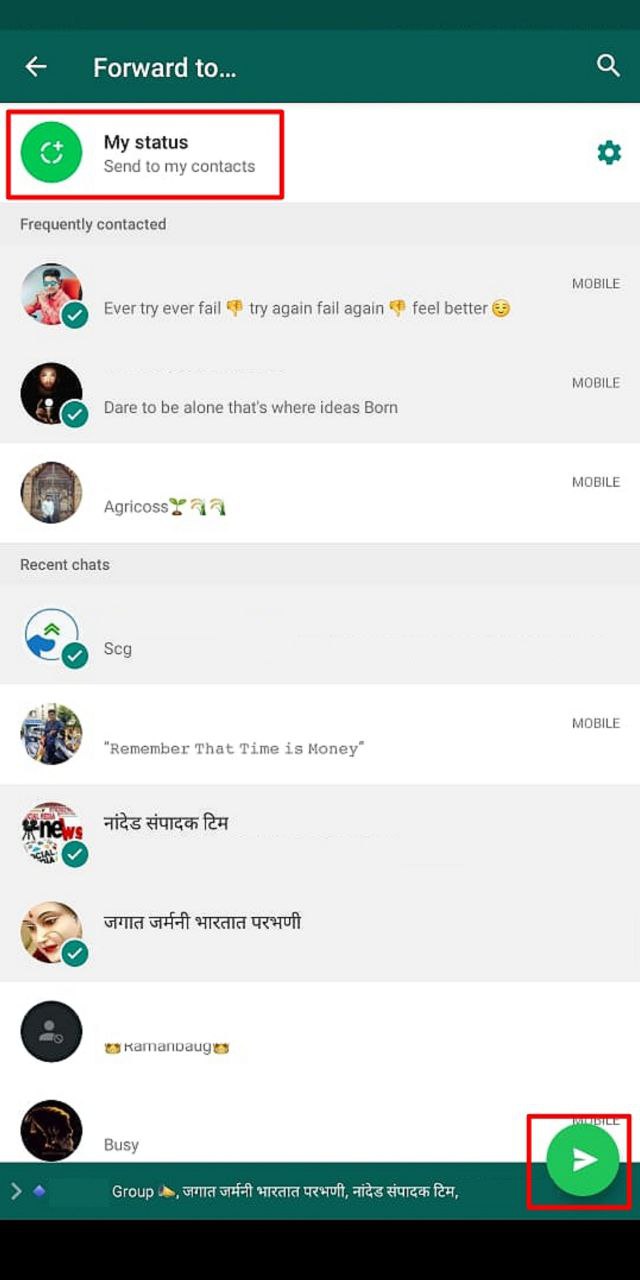 Forward to...
My status
Send to my contacts
Frequently contacted
MOBILE
Ever try ever fail 👎 try again fail again 👎 feel better 😌
MOBILE
Dare to be alone that's where ideas Born
MOBILE
Agricoss🌱🌾🌾
Recent chats
Scg
MOBILE
"Remember That Time is Money"
नांदेड संपादक टिम
जगात जर्मनी भारतात परभणी
👑Ramanbaug👑
MOBILE
Busy
Group 📣, जगात जर्मनी भारतात परभणी, नांदेड संपादक टिम,